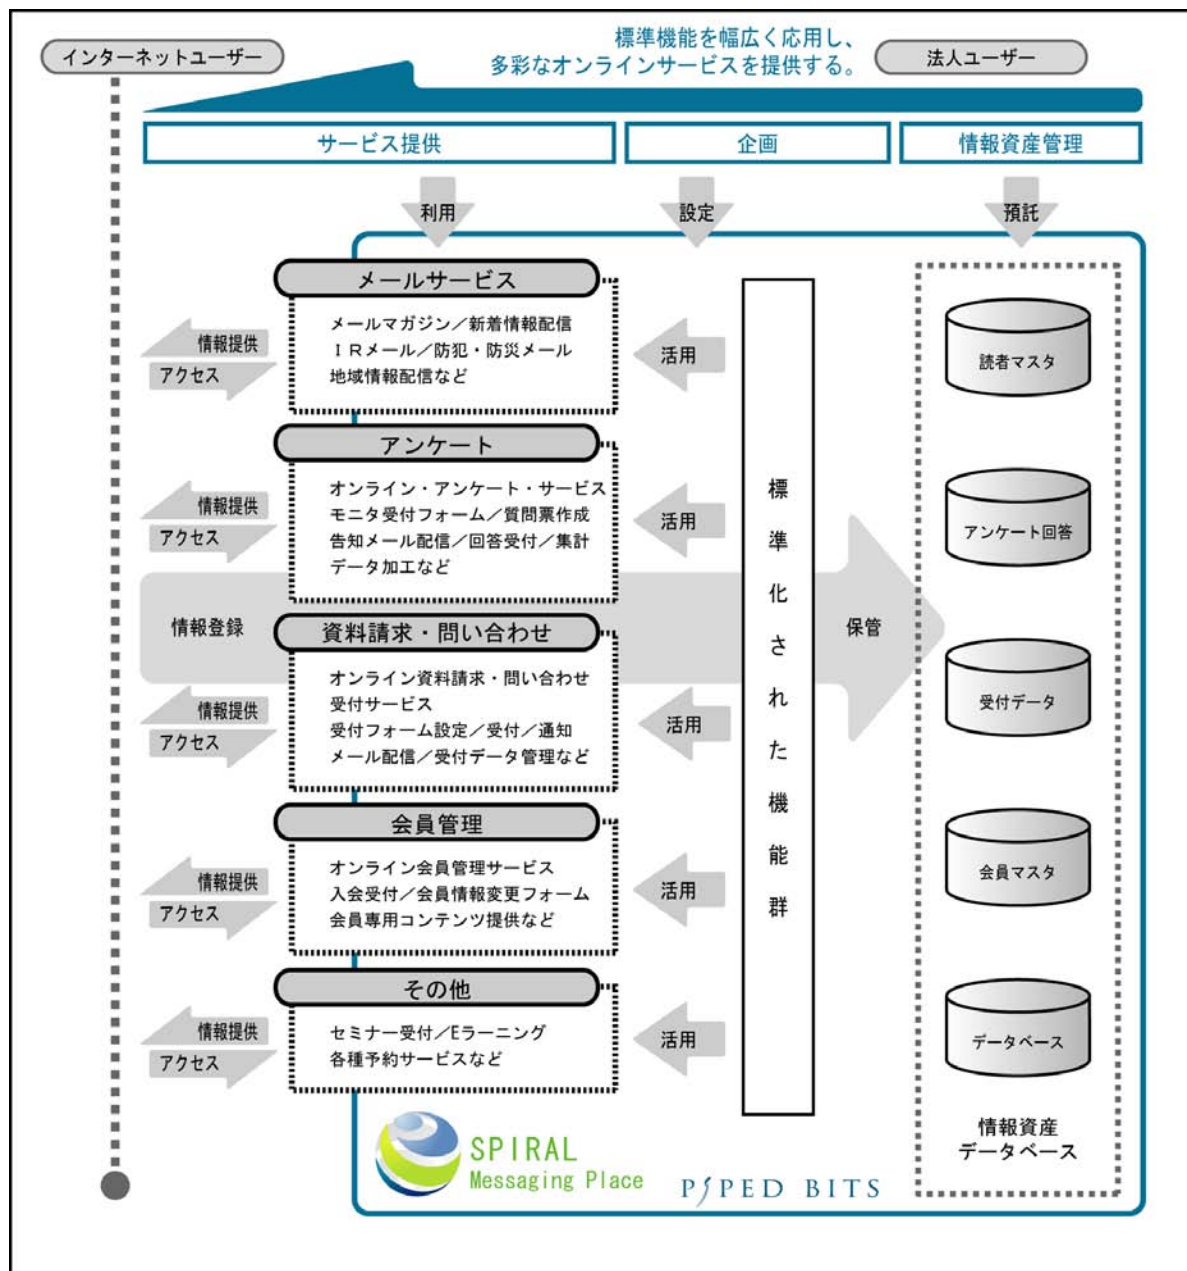 インターネットユーザー
標準機能を幅広く応用し、
多彩なオンラインサービスを提供する。
法人ユーザー
サービス提供
企画
情報資産管理
利用
設定
預託
メールサービス
メールマガジン／新着情報配信
ＩＲメール／防犯・防災メール
地域情報配信など
情報提供
アクセス
活用
読者マスタ
アンケート
オンライン・アンケート・サービス
モニタ受付フォーム／質問票作成
告知メール配信／回答受付／集計
データ加工など
情報提供
アクセス
活用
アンケート回答
標準化された機能群
情報登録
保管
資料請求・問い合わせ
オンライン資料請求・問い合わせ
受付サービス
受付フォーム設定／受付／通知
メール配信／受付データ管理など
情報提供
アクセス
活用
受付データ
会員管理
オンライン会員管理サービス
入会受付／会員情報変更フォーム
会員専用コンテンツ提供など
情報提供
アクセス
活用
会員マスタ
その他
セミナー受付／Eラーニング
各種予約サービスなど
情報提供
アクセス
活用
データベース
情報資産
データベース
SPIRAL
Messaging Place
PIPED BITS